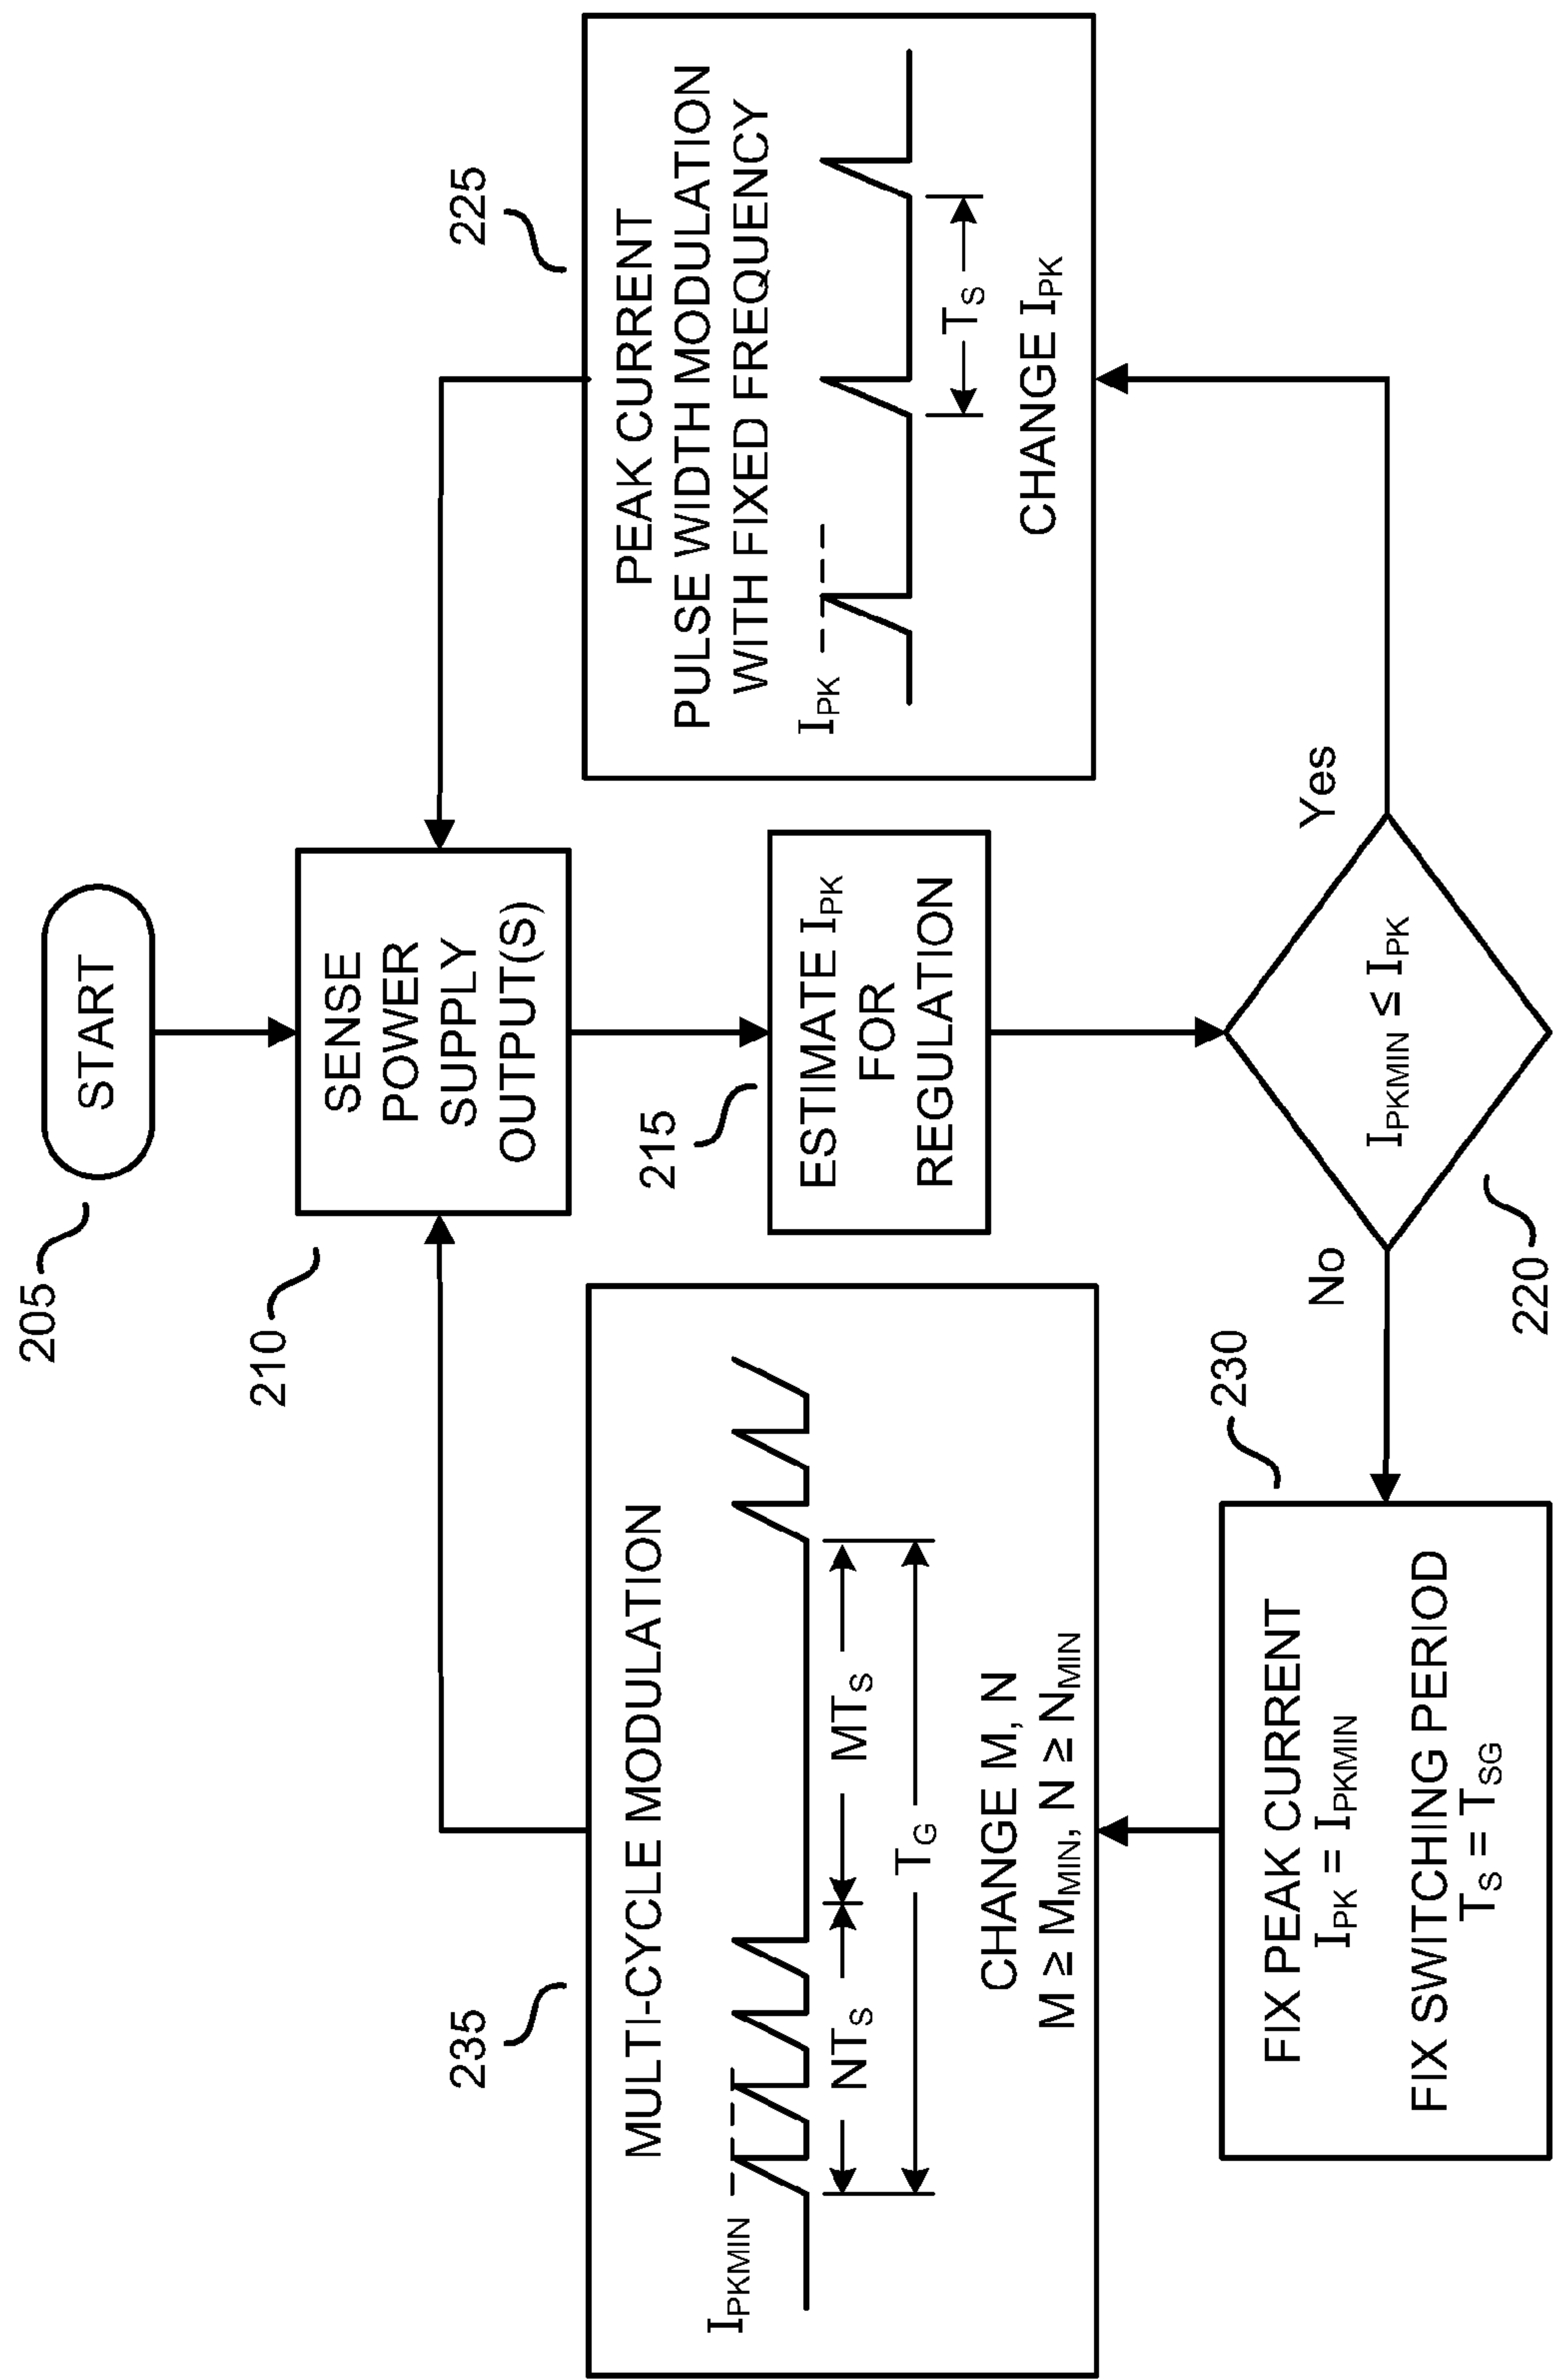 205
START
210
SENSE
POWER
SUPPLY
OUTPUT(S)
215
ESTIMATE IPK
FOR
REGULATION
220
IPKMIN ≤ IPK
Yes
No
225
PEAK CURRENT
PULSE WIDTH MODULATION
WITH FIXED FREQUENCY
IPK
TS
CHANGE IPK
230
FIX PEAK CURRENT
IPK = IPKMIN
FIX SWITCHING PERIOD
TS = TSG
235
MULTI-CYCLE MODULATION
IPKMIN
NTS
MTS
TG
CHANGE M, N
M ≥ MMIN, N ≥ NMIN